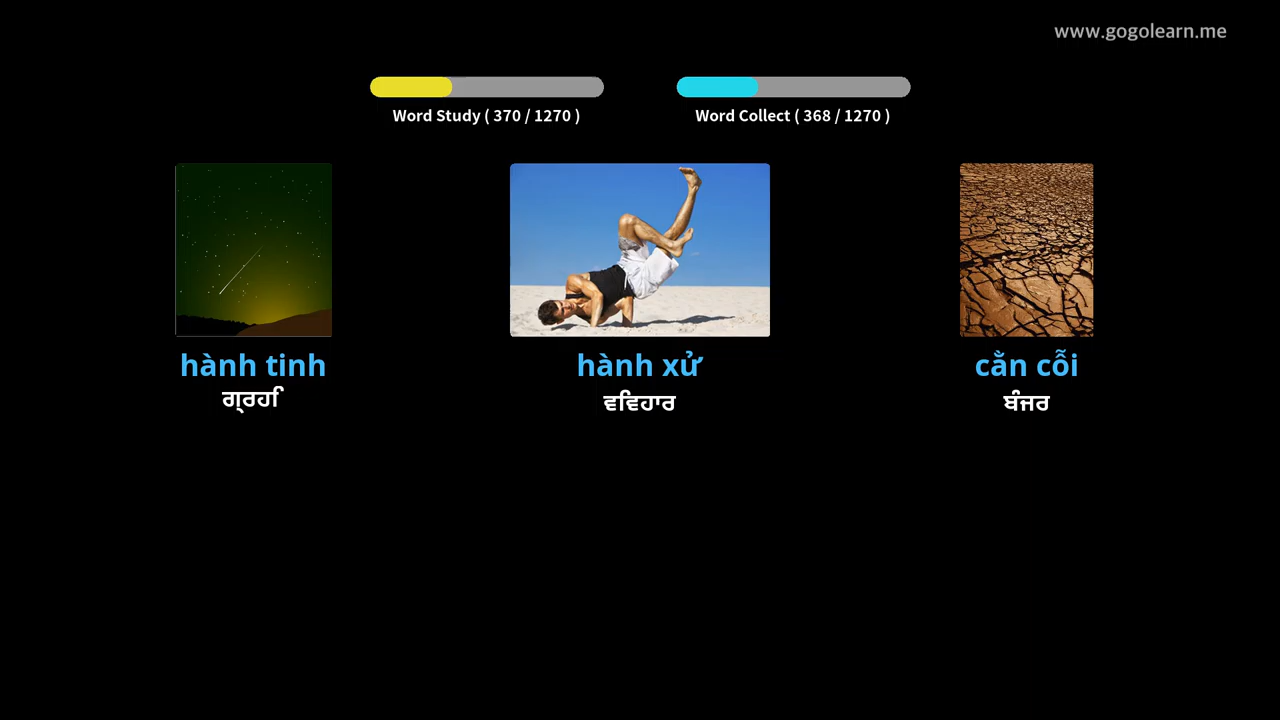 www.gogolearn.me
Word Study ( 370 / 1270 )
Word Collect ( 368 / 1270 )
hành tinh
hành xử
cằn cỗi
ਗ੍ਰਹਿ
ਵਿਵਹਾਰ
ਬੰਜਰ